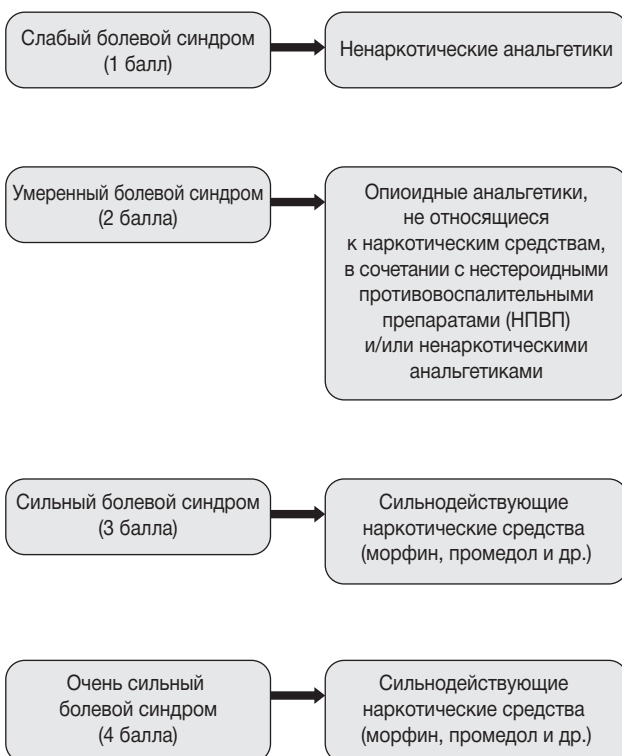 Слабый болевой синдром
(1 балл)
Ненаркотические анальгетики
Умеренный болевой синдром
(2 балла)
Опиоидные анальгетики,
не относящиеся
к наркотическим средствам,
в сочетании с нестероидными
противовоспалительными
препаратами (НПВП)
и/или ненаркотическими
анальгетиками
Сильный болевой синдром
(3 балла)
Сильнодействующие
наркотические средства
(морфин, промедол и др.)
Очень сильный
болевой синдром
(4 балла)
Сильнодействующие
наркотические средства
(морфин, промедол и др.)